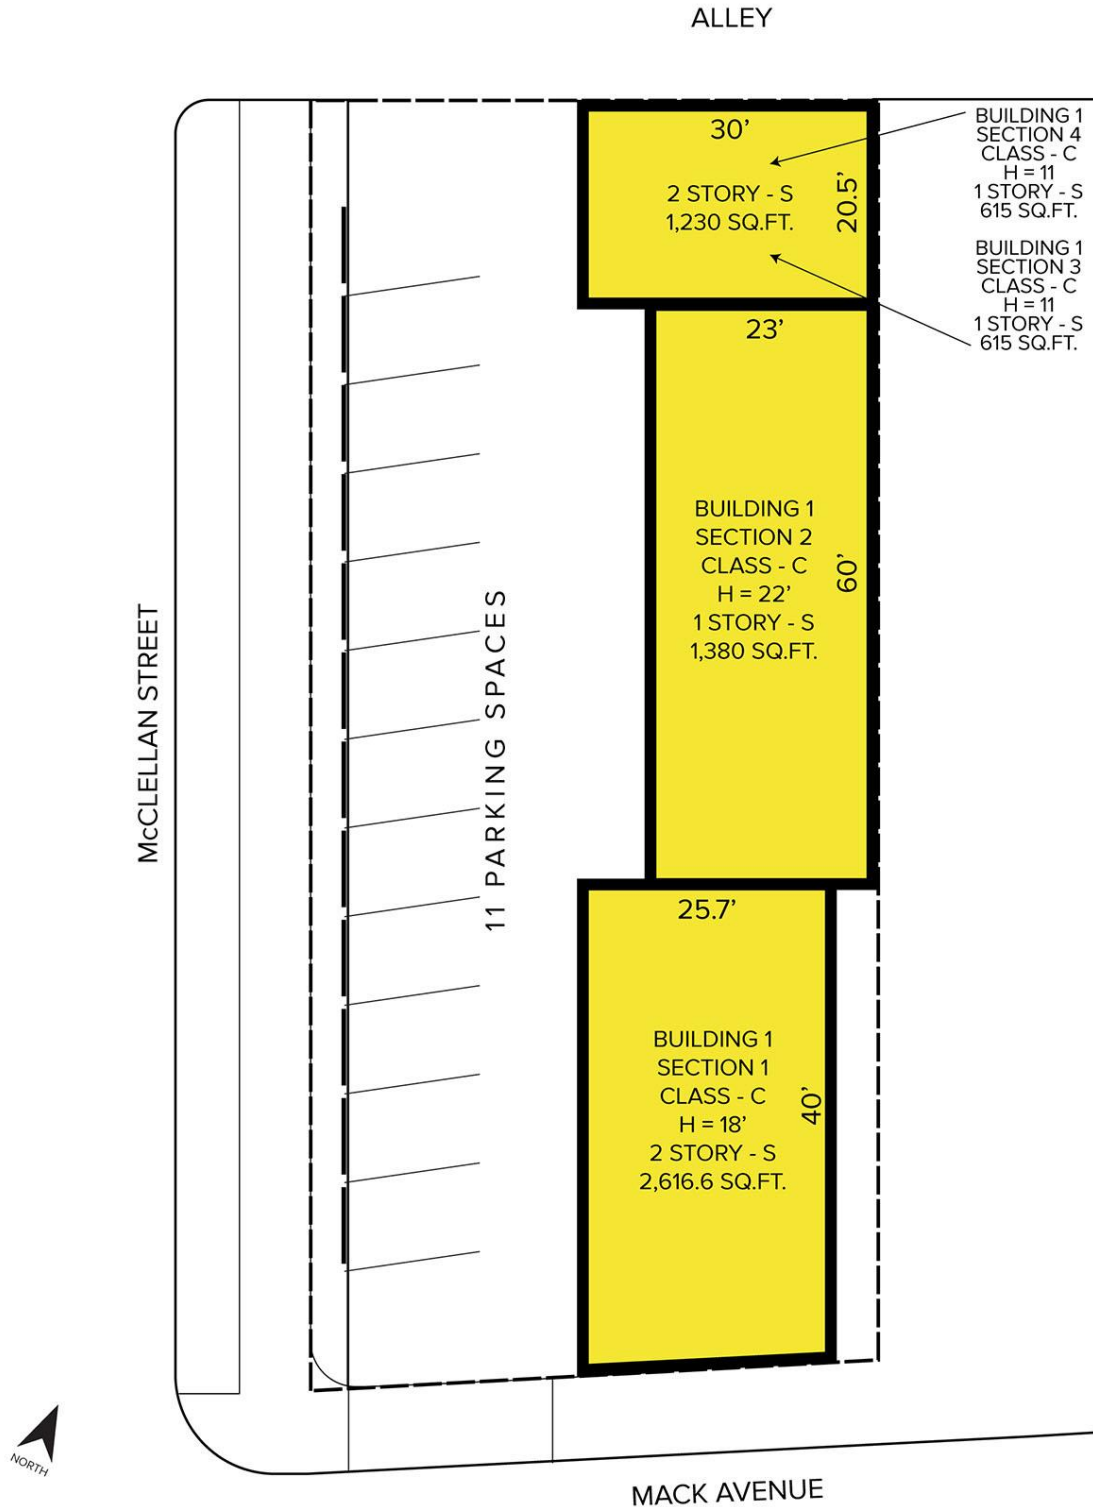 ALLEY
30’
2 STORY - S
1,230 SQ.FT.
20.5’
BUILDING 1
SECTION 4
CLASS - C
H = 11
1 STORY - S
615 SQ.FT.
BUILDING 1
SECTION 3
CLASS - C
H = 11
1 STORY - S
615 SQ.FT.
23’
BUILDING 1
SECTION 2
CLASS - C
H = 22’
1 STORY - S
1,380 SQ.FT.
60’
McCLELLAN STREET
11 PARKING SPACES
25.7’
BUILDING 1
SECTION 1
CLASS - C
H = 18’
2 STORY - S
2,616.6 SQ.FT.
40’
NORTH
MACK AVENUE